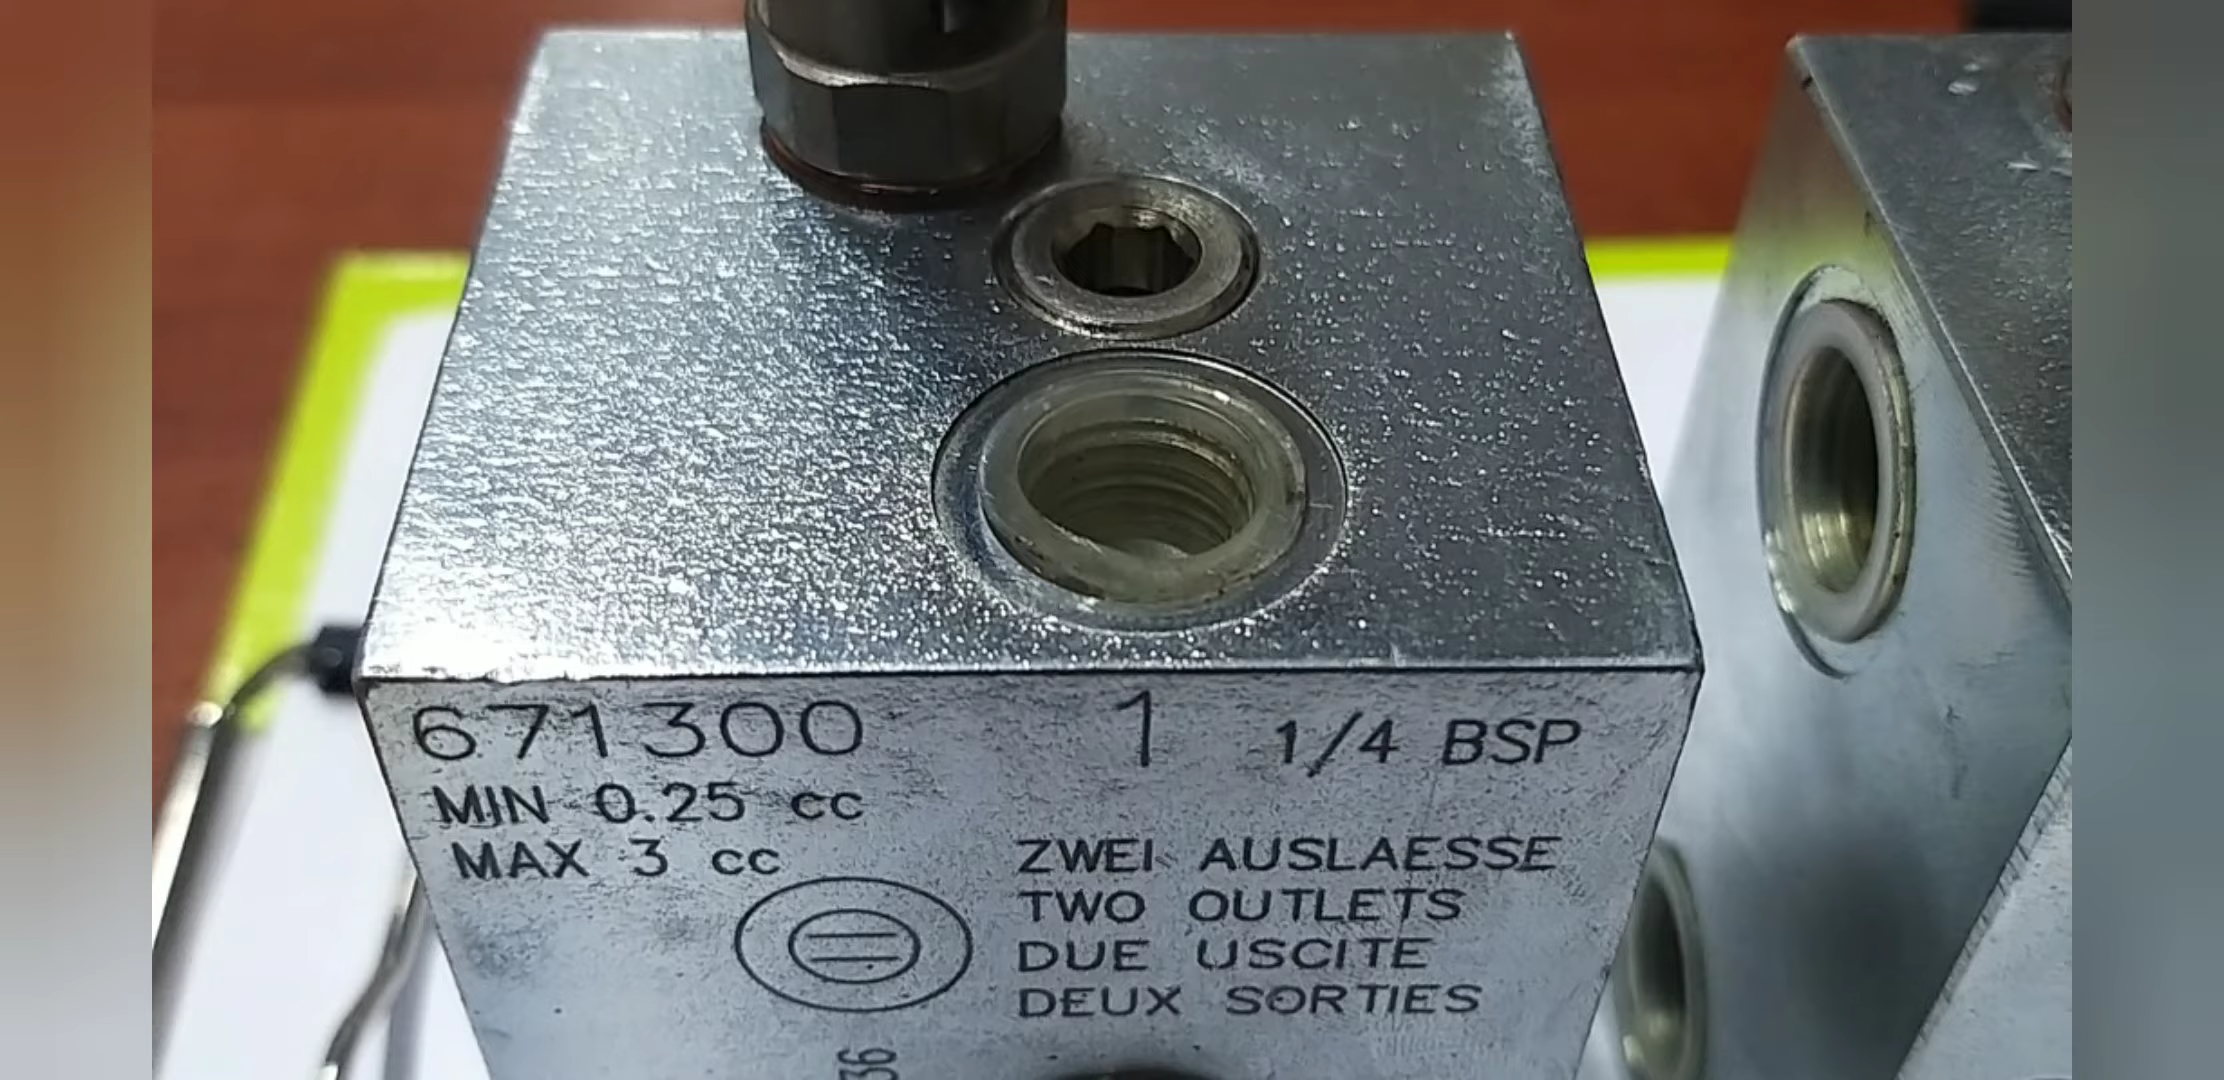 671300 1 1/4 BSP
MIN 0.25 cc
MAX 3 cc
ZWEI AUSLAESSE
TWO OUTLETS
DUE USCITE
DEUX SORTIES
36